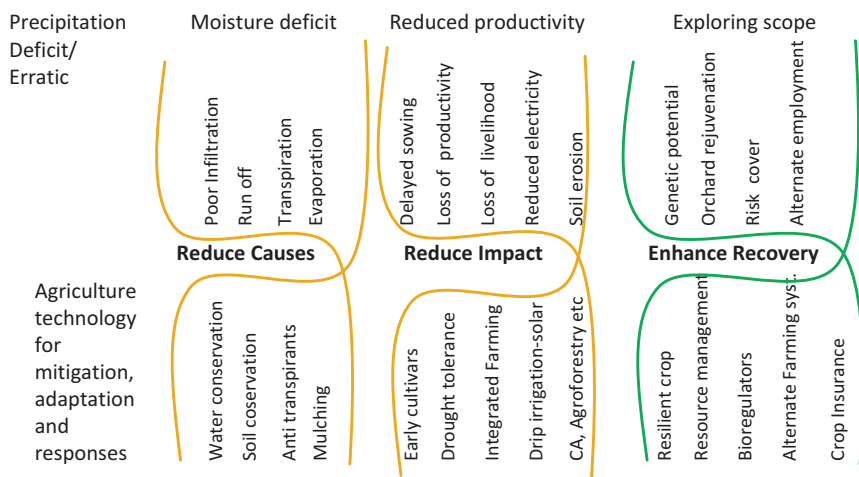 Precipitation
Deficit/
Erratic
Moisture deficit
Reduced productivity
Exploring scope
Poor Infiltration
Run off
Transpiration
Evaporation
Delayed sowing
Loss of productivity
Loss of livelihood
Reduced electricity
Soil erosion
Genetic potential
Orchard rejuvenation
Risk cover
Alternate employment
Reduce Causes
Reduce Impact
Enhance Recovery
Agriculture
technology
for
mitigation,
adaptation
and
responses
Water conservation
Soil coservation
Anti transpirants
Mulching
Early cultivars
Drought tolerance
Integrated Farming
Drip irrigation-solar
CA, Agroforestry etc
Resilient crop
Resource management
Bioregulators
Alternate Farming syst.
Crop Insurance